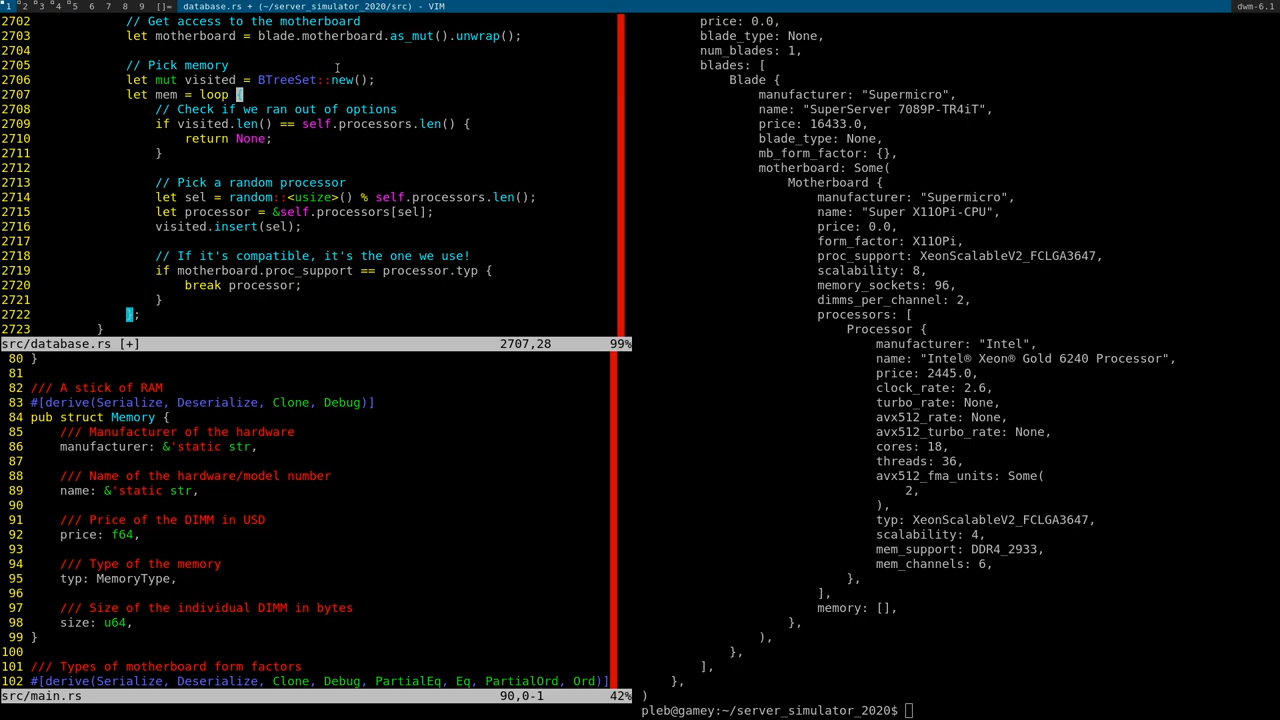 1 2 3 4 5 6 7 8 9 []= database.rs + (~/server_simulator_2020/src) - VIM dwm-6.1
2702             // Get access to the motherboard
2703             let motherboard = blade.motherboard.as_mut().unwrap();
2704
2705             // Pick memory
2706             let mut visited = BTreeSet::new();
2707             let mem = loop {
2708                 // Check if we ran out of options
2709                 if visited.len() == self.processors.len() {
2710                     return None;
2711                 }
2712
2713                 // Pick a random processor
2714                 let sel = random::<usize>() % self.processors.len();
2715                 let processor = &self.processors[sel];
2716                 visited.insert(sel);
2717
2718                 // If it's compatible, it's the one we use!
2719                 if motherboard.proc_support == processor.typ {
2720                     break processor;
2721                 }
2722             };
2723         }
src/database.rs [+] 2707,28 99%
80 }
81
82 /// A stick of RAM
83 #[derive(Serialize, Deserialize, Clone, Debug)]
84 pub struct Memory {
85     /// Manufacturer of the hardware
86     manufacturer: &'static str,
87
88     /// Name of the hardware/model number
89     name: &'static str,
90
91     /// Price of the DIMM in USD
92     price: f64,
93
94     /// Type of the memory
95     typ: MemoryType,
96
97     /// Size of the individual DIMM in bytes
98     size: u64,
99 }
100
101 /// Types of motherboard form factors
102 #[derive(Serialize, Deserialize, Clone, Debug, PartialEq, Eq, PartialOrd, Ord)]
src/main.rs 90,0-1 42%
        price: 0.0,
        blade_type: None,
        num_blades: 1,
        blades: [
            Blade {
                manufacturer: "Supermicro",
                name: "SuperServer 7089P-TR4iT",
                price: 16433.0,
                blade_type: None,
                mb_form_factor: {},
                motherboard: Some(
                    Motherboard {
                        manufacturer: "Supermicro",
                        name: "Super X11OPi-CPU",
                        price: 0.0,
                        form_factor: X11OPi,
                        proc_support: XeonScalableV2_FCLGA3647,
                        scalability: 8,
                        memory_sockets: 96,
                        dimms_per_channel: 2,
                        processors: [
                            Processor {
                                manufacturer: "Intel",
                                name: "Intel® Xeon® Gold 6240 Processor",
                                price: 2445.0,
                                clock_rate: 2.6,
                                turbo_rate: None,
                                avx512_rate: None,
                                avx512_turbo_rate: None,
                                cores: 18,
                                threads: 36,
                                avx512_fma_units: Some(
                                    2,
                                ),
                                typ: XeonScalableV2_FCLGA3647,
                                scalability: 4,
                                mem_support: DDR4_2933,
                                mem_channels: 6,
                            },
                        ],
                        memory: [],
                    },
                ),
            },
        ],
    },
)
pleb@gamey:~/server_simulator_2020$